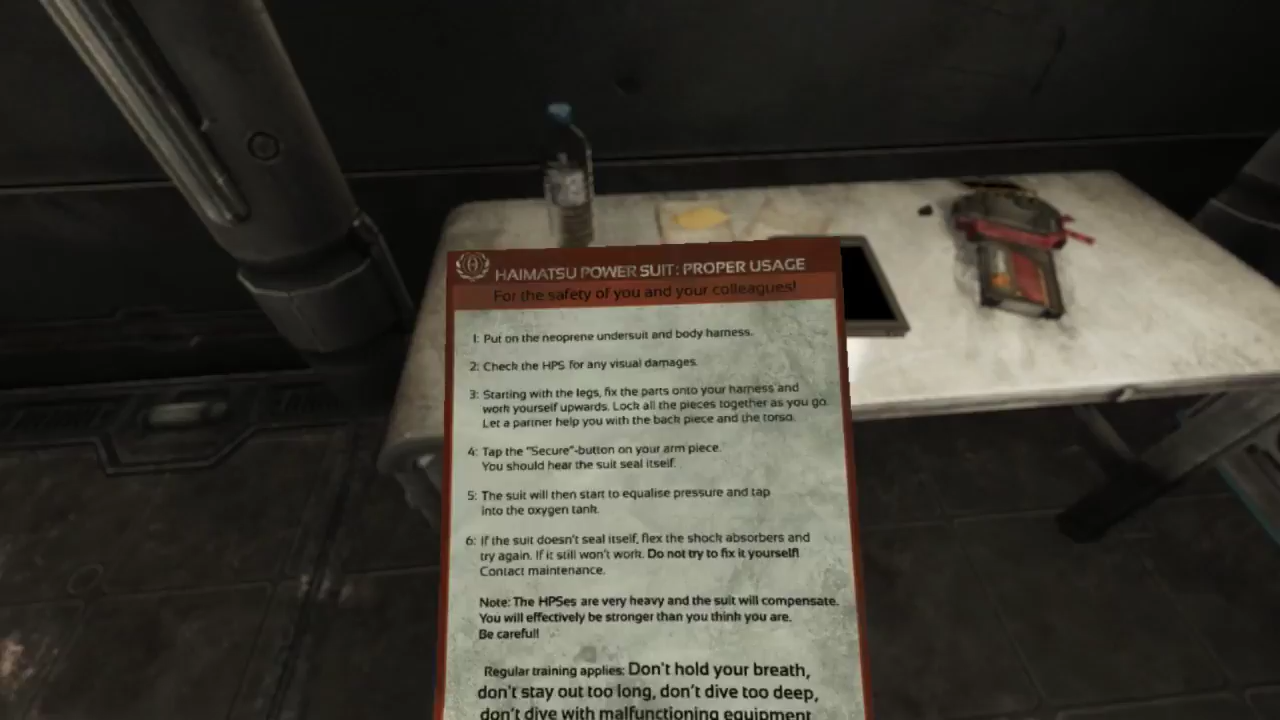 HAIMATSU POWER SUIT: PROPER USAGE
For the safety of you and your colleagues!
1: Put on the neoprene undersuit and body harness.
2: Check the HPS for any visual damages.
3: Starting with the legs, fix the parts onto your harness and
work yourself upwards. Lock all the pieces together as you go.
Let a partner help you with the back piece and the torso.
4: Tap the "Secure"-button on your arm piece.
You should hear the suit seal itself.
5: The suit will then start to equalise pressure and tap
into the oxygen tank.
6: If the suit doesn't seal itself, flex the shock absorbers and
try again. If it still won't work. Do not try to fix it yourself!
Contact maintenance.
Note: The HPSes are very heavy and the suit will compensate.
You will effectively be stronger than you think you are.
Be careful!
Regular training applies: Don't hold your breath,
don't stay out too long, don't dive too deep,
don't dive with malfunctioning equipment